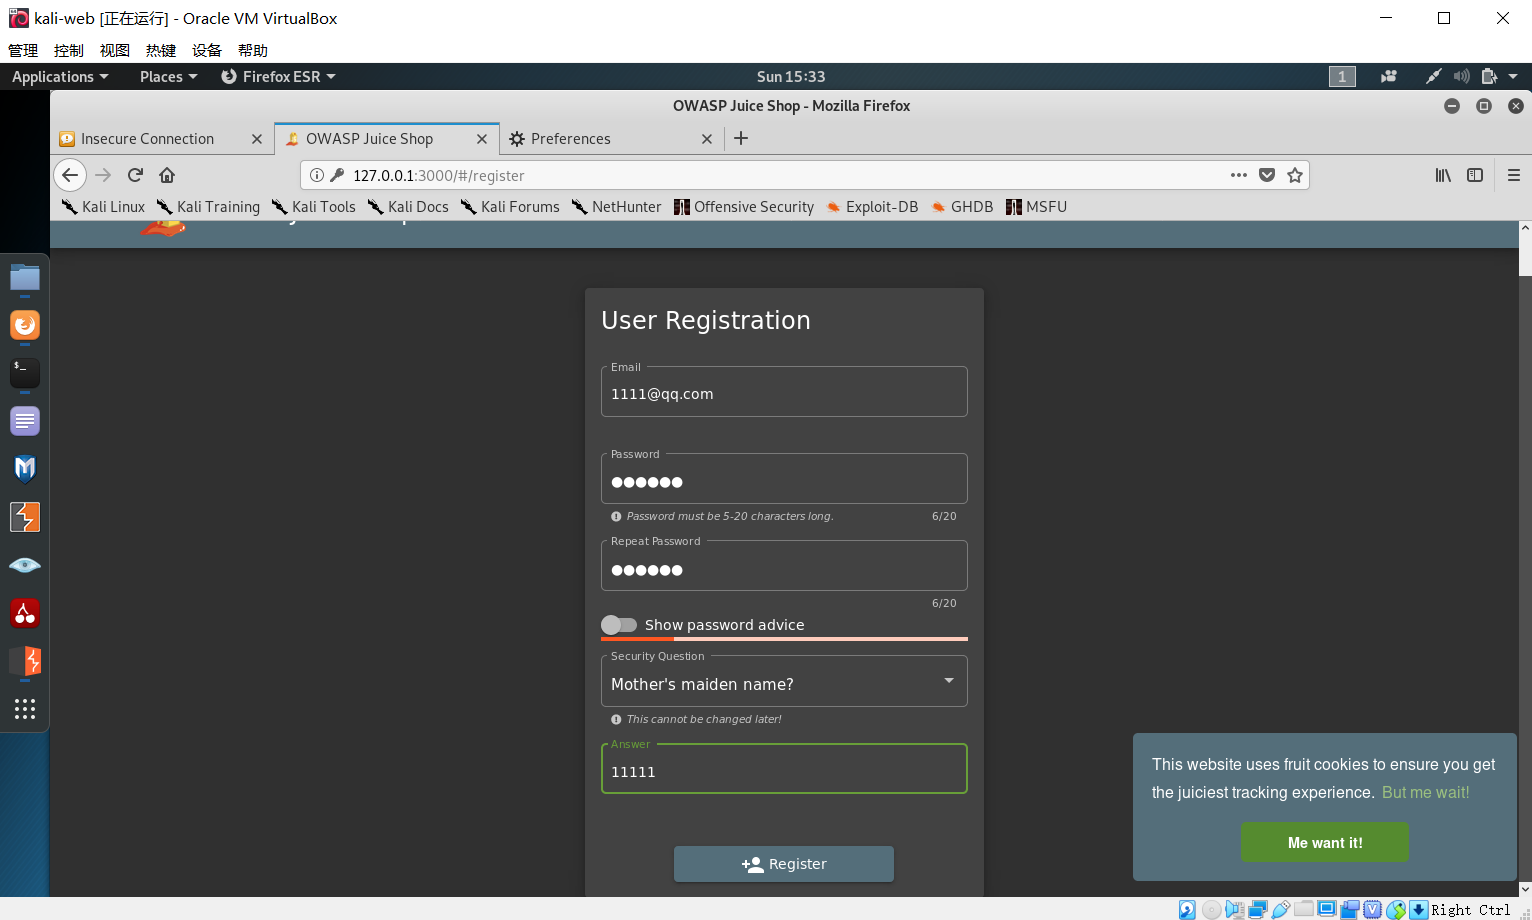 kali-web [正在运行] - Oracle VM VirtualBox
管理 控制 视图 热键 设备 帮助
Applications Places Firefox ESR Sun 15:33 1
OWASP Juice Shop - Mozilla Firefox
Insecure Connection OWASP Juice Shop Preferences
127.0.0.1:3000/#/register
Kali Linux Kali Training Kali Tools Kali Docs Kali Forums NetHunter Offensive Security Exploit-DB GHDB MSFU
User Registration
Email
1111@qq.com
Password
●●●●●●
Password must be 5-20 characters long. 6/20
Repeat Password
●●●●●●
6/20
Show password advice
Security Question
Mother's maiden name?
This cannot be changed later!
Answer
11111
Register
This website uses fruit cookies to ensure you get
the juiciest tracking experience. But me wait!
Me want it!
Right Ctrl